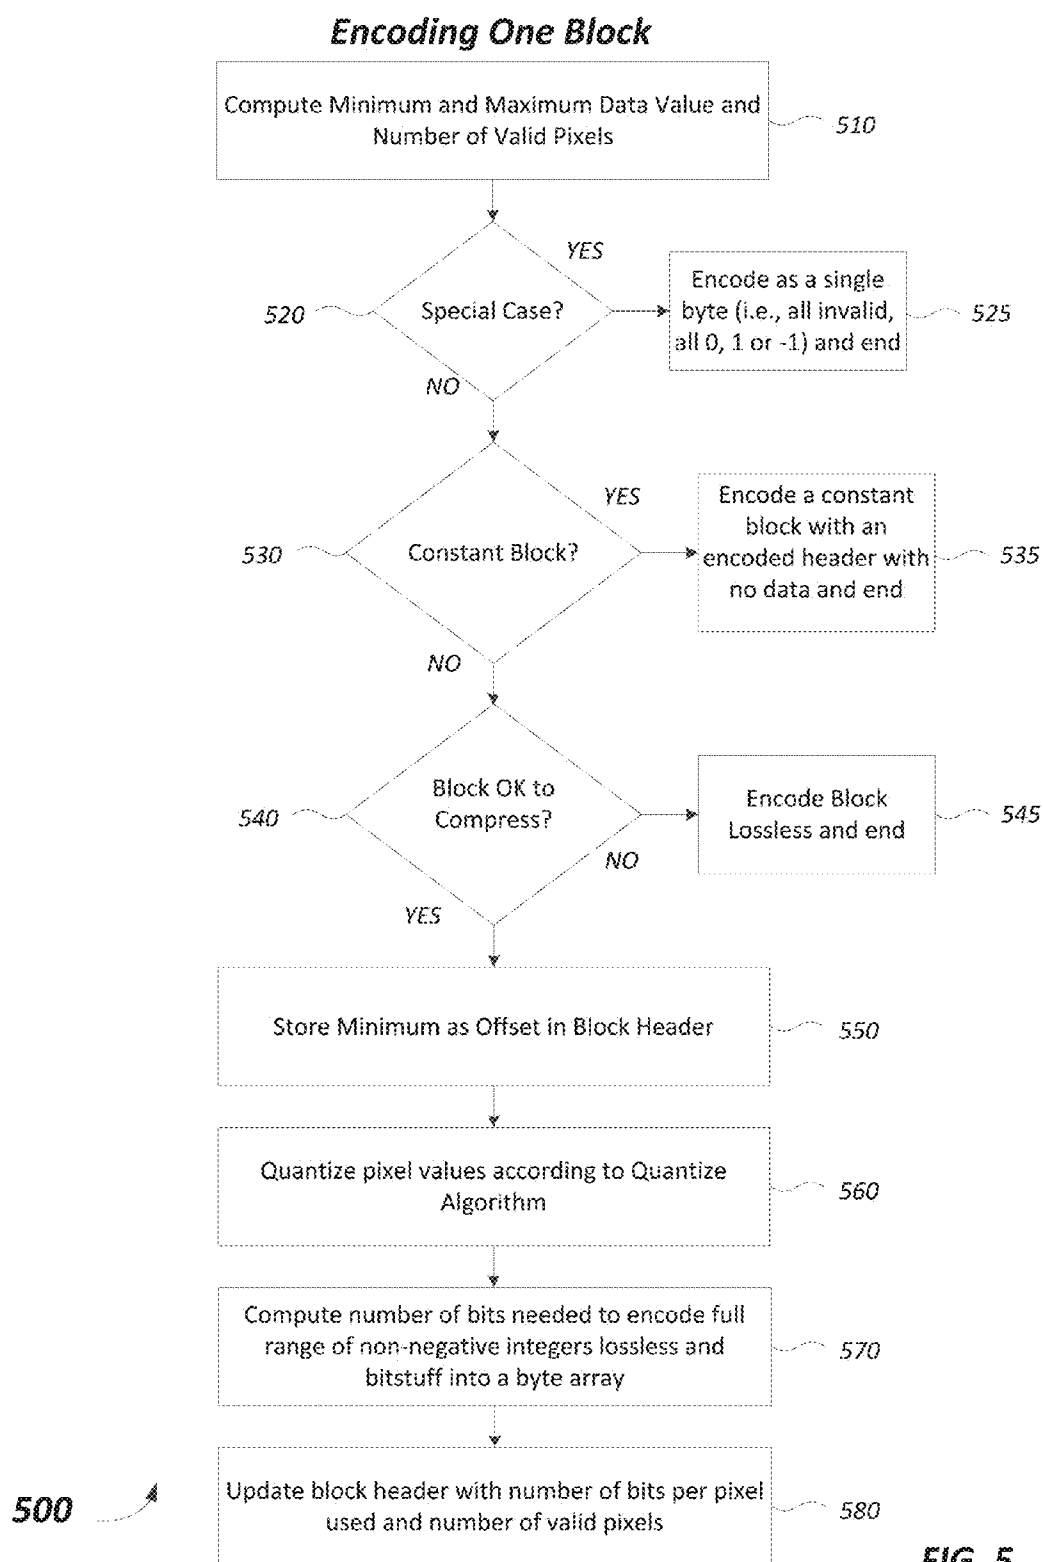 Encoding One Block
Compute Minimum and Maximum Data Value and
Number of Valid Pixels
510
YES
520
Special Case?
Encode as a single
byte (i.e., all invalid,
all 0, 1 or -1) and end
525
NO
YES
530
Constant Block?
Encode a constant
block with an
encoded header with
no data and end
535
NO
540
Block OK to
Compress?
Encode Block
Lossless and end
545
NO
YES
Store Minimum as Offset in Block Header
550
Quantize pixel values according to Quantize
Algorithm
560
Compute number of bits needed to encode full
range of non-negative integers lossless and
bitstuff into a byte array
570
500
Update block header with number of bits per pixel
used and number of valid pixels
580
FIG. 5